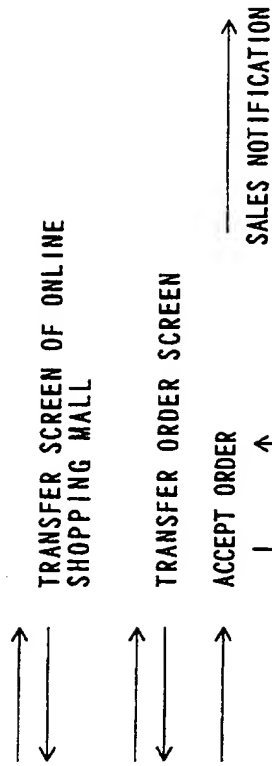 TRANSFER SCREEN OF ONLINE
SHOPPING MALL
TRANSFER ORDER SCREEN
ACCEPT ORDER
SALES NOTIFICATION